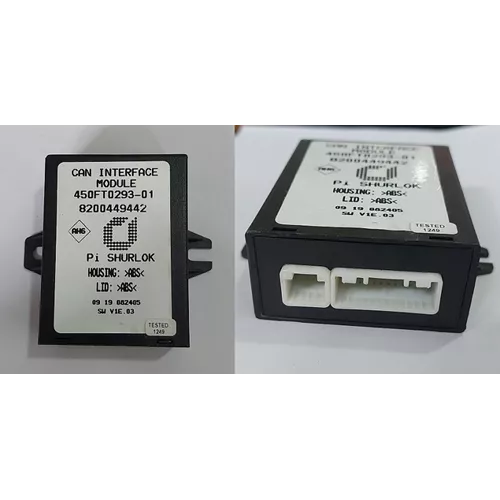 CAN INTERFACE
MODULE
450FT0293-01
8200449442
AHG
Pi SHURLOK
HOUSING: >ABS<
LID: >ABS<
09 19 082405
SW V1E.03
TESTED
1249
CAN INTERFACE
MODULE
450FT0293-01
8200449442
Pi SHURLOK
HOUSING: >ABS<
LID: >ABS<
09 19 082405
SW V1E.03
TESTED
1249